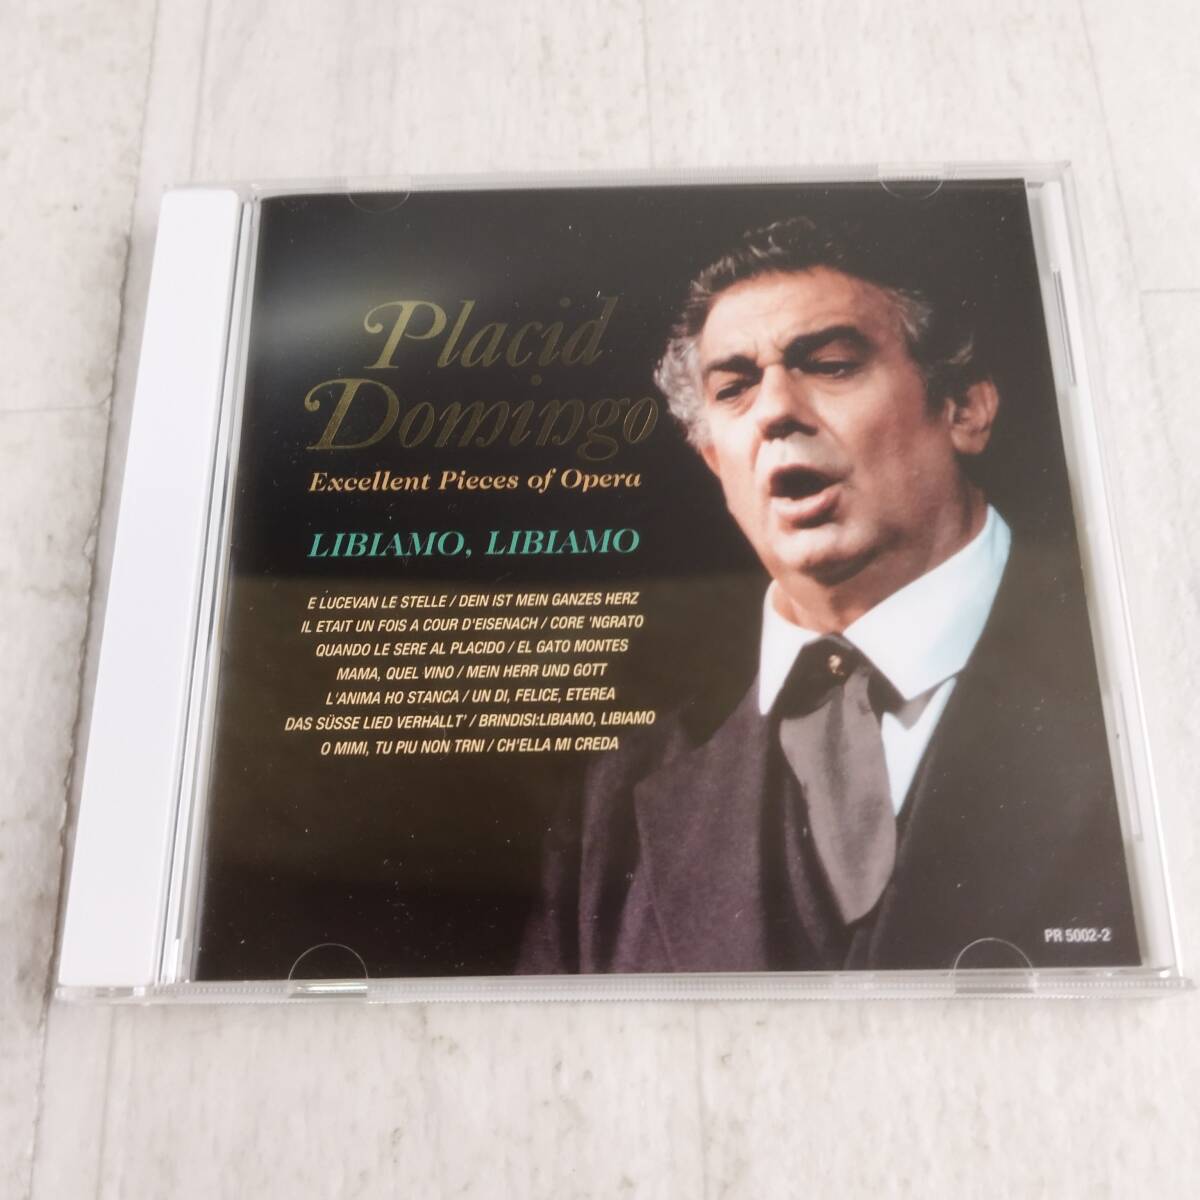 Placid
Domingo
Excellent Pieces of Opera
LIBIAMO, LIBIAMO
E LUCEVAN LE STELLE / DEIN IST MEIN GANZES HERZ
IL ETAIT UN FOIS A COUR D'EISENACH / CORE 'NGRATO
QUANDO LE SERE AL PLACIDO / EL GATO MONTES
MAMA, QUEL VINO / MEIN HERR UND GOTT
L'ANIMA HO STANCA / UN DI, FELICE, ETEREA
DAS SÜSSE LIED VERHALLT' / BRINDISI:LIBIAMO, LIBIAMO
O MIMI, TU PIU NON TRNI / CH'ELLA MI CREDA
PR 5002-2